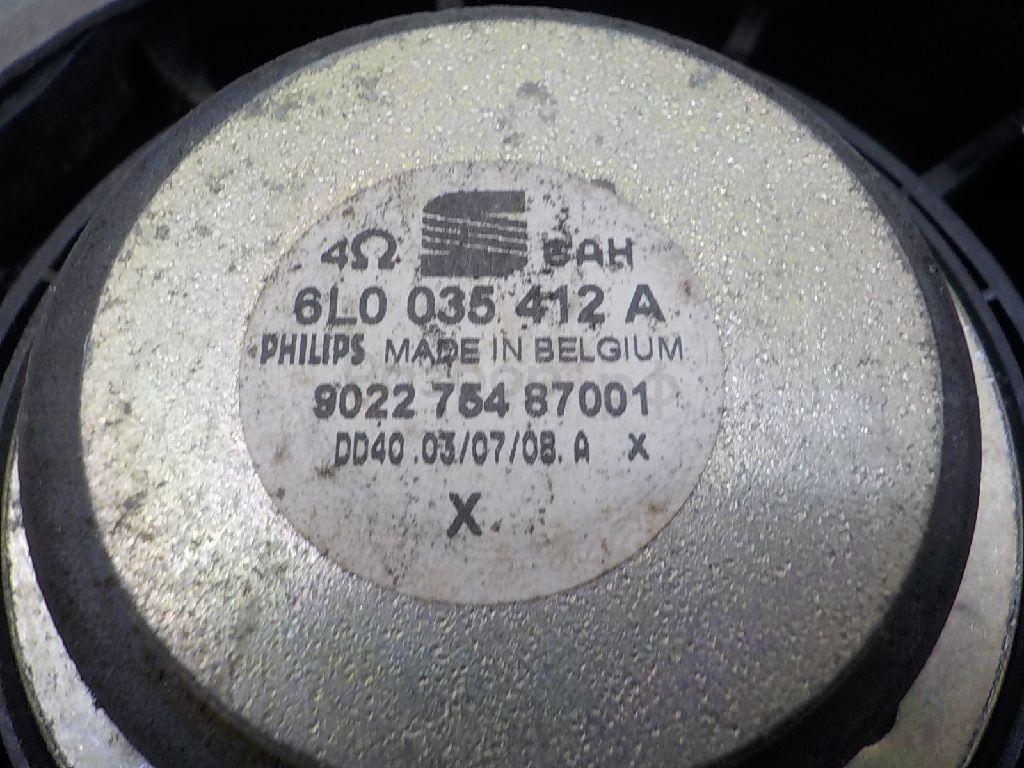 4Ω SAH
6L0 035 412 A
PHILIPS MADE IN BELGIUM
9022 754 87001
DD40 .03/07/08. A X
X